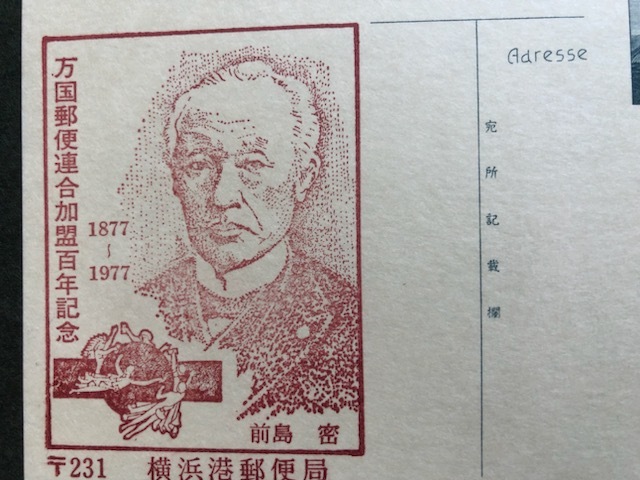 万国郵便連合加盟百年記念
1877
〜
1977
前島 密
〒231 横浜港郵便局
Adresse
宛所記載欄